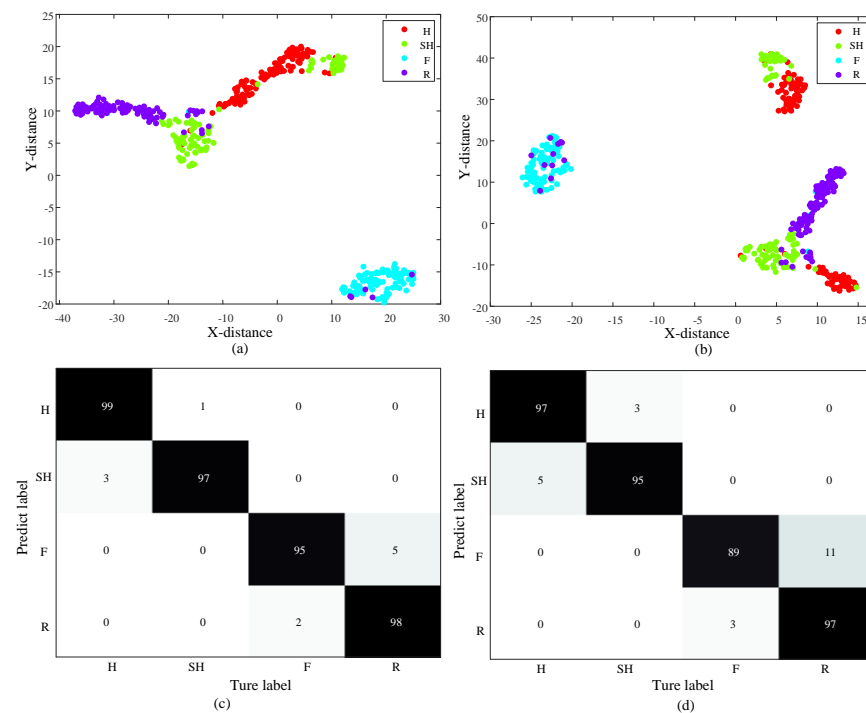 25
20
15
10
5
0
-5
-10
-15
-20
-40
-30
-20
-10
0
10
20
30
Y-distance
X-distance
(a)
H
SH
F
R
50
40
30
20
10
0
-10
-20
-30
-25
-20
-15
-10
-5
0
5
10
15
Y-distance
X-distance
(b)
H
SH
F
R
Predict label
H 99 1 0 0
SH 3 97 0 0
F 0 0 95 5
R 0 0 2 98
H SH F R
Ture label
(c)
Predict label
H 97 3 0 0
SH 5 95 0 0
F 0 0 89 11
R 0 0 3 97
H SH F R
Ture label
(d)